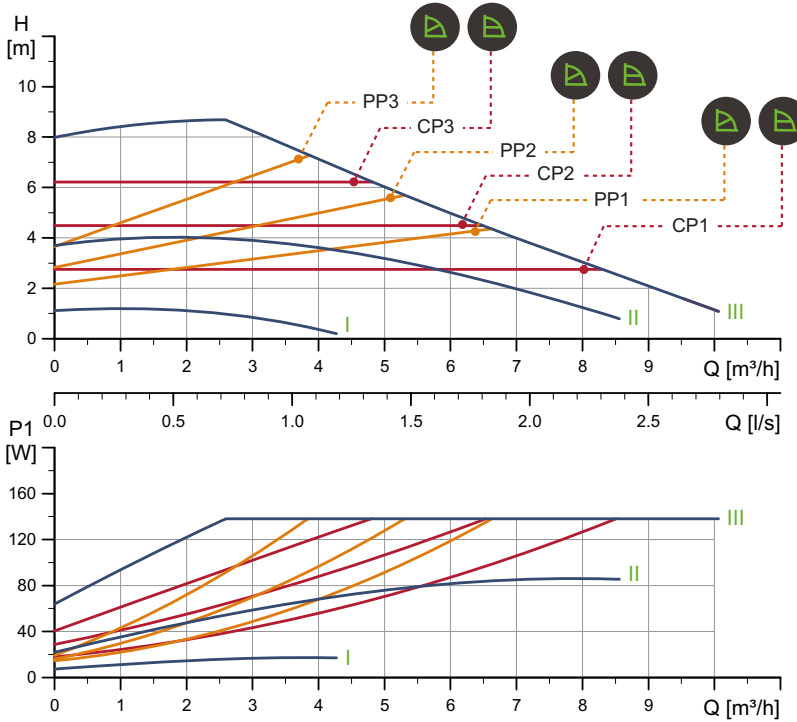 H
[m]
10
8
6
4
2
0
PP3
CP3
PP2
CP2
PP1
CP1
I
II
III
0 1 2 3 4 5 6 7 8 9 Q [m³/h]
0.0 0.5 1.0 1.5 2.0 2.5 Q [l/s]
P1
[W]
160
120
80
40
0
III
II
I
0 1 2 3 4 5 6 7 8 9 Q [m³/h]